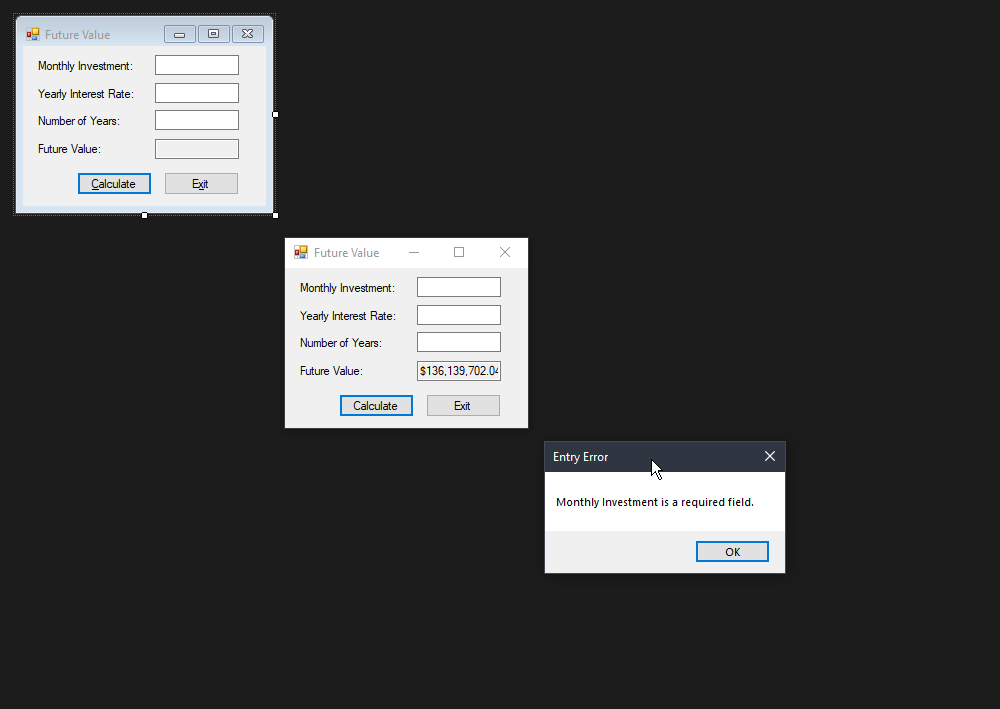 Future Value
Monthly Investment:
Yearly Interest Rate:
Number of Years:
Future Value:
Calculate Exit
Future Value
Monthly Investment:
Yearly Interest Rate:
Number of Years:
Future Value: $136,139,702.04
Calculate Exit
Entry Error
Monthly Investment is a required field.
OK